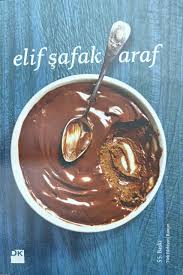 elif şafak araf
DK
55. Baskı